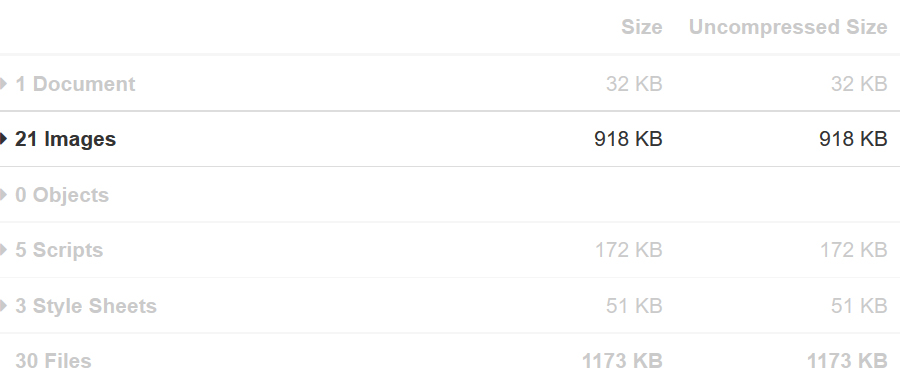 Size Uncompressed Size
1 Document 32 KB 32 KB
21 Images 918 KB 918 KB
0 Objects
5 Scripts 172 KB 172 KB
3 Style Sheets 51 KB 51 KB
30 Files 1173 KB 1173 KB